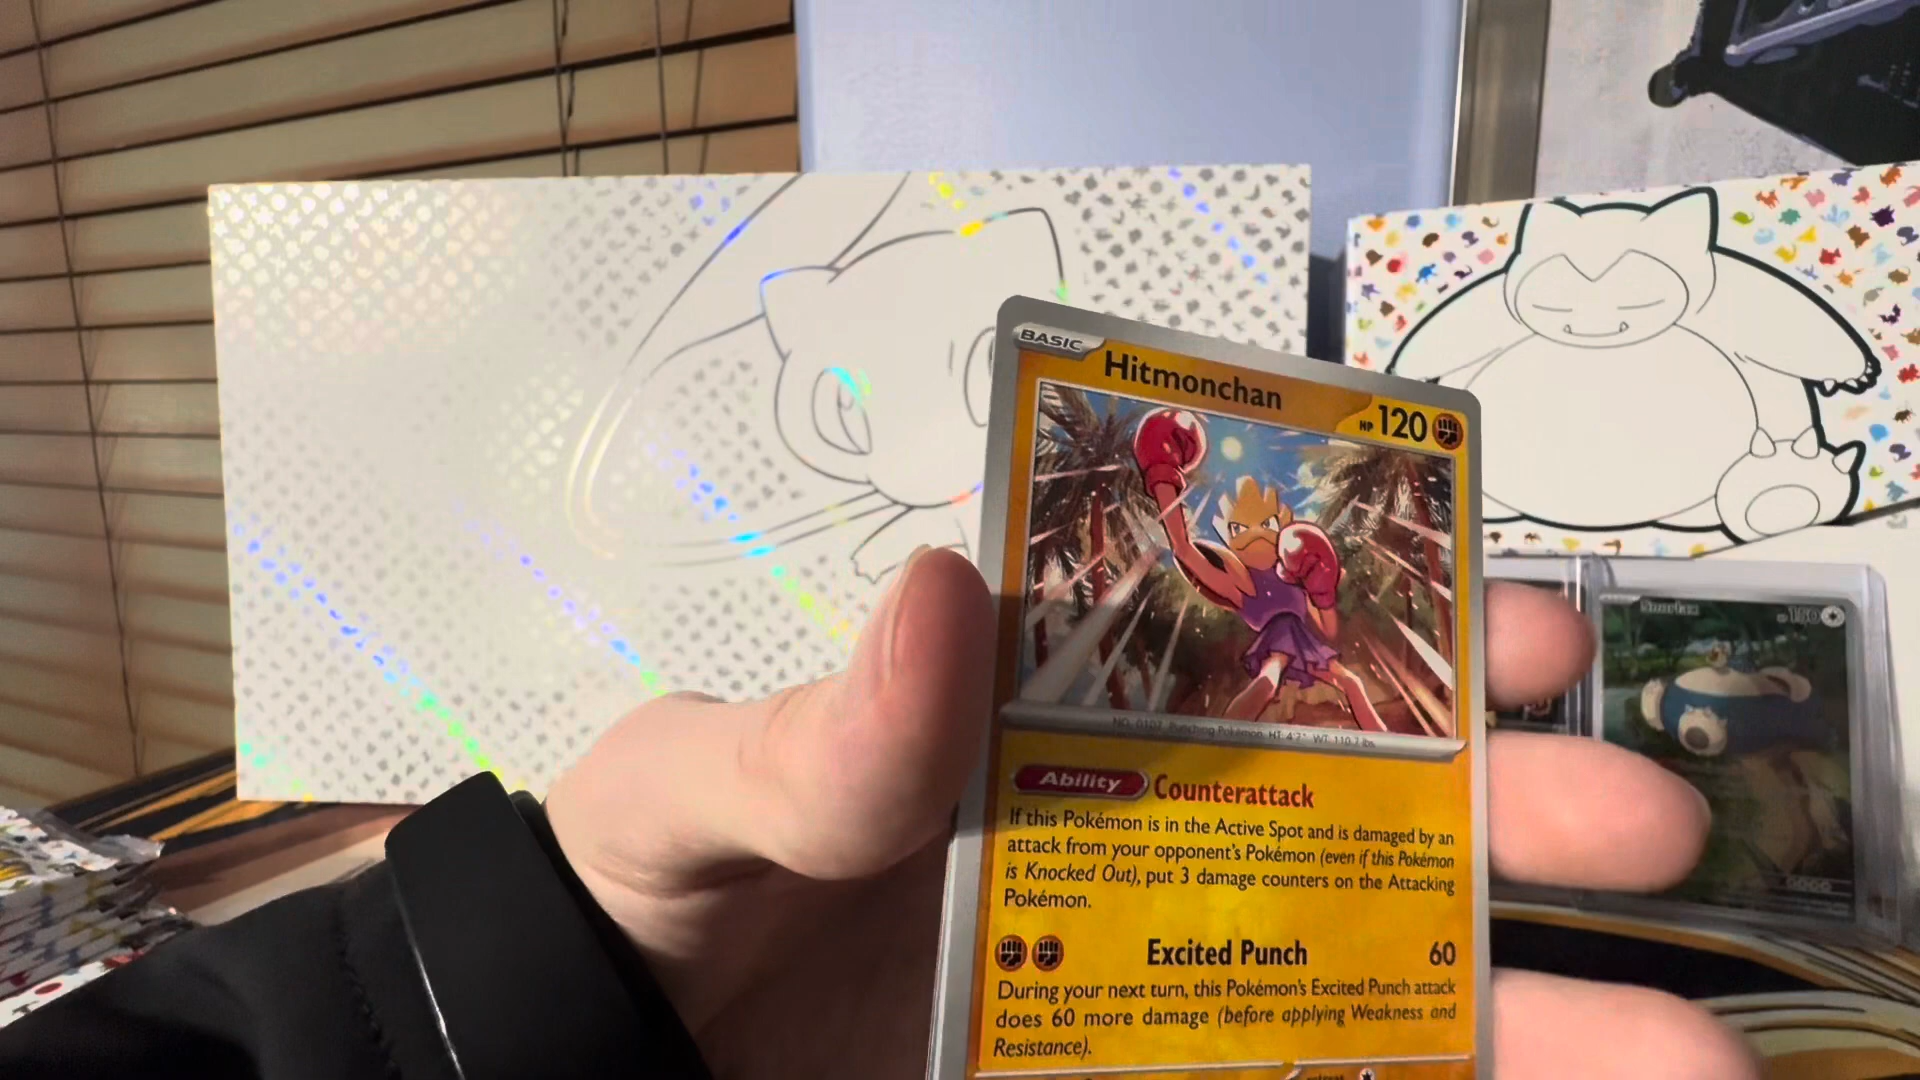 BASIC
Hitmonchan
HP 120
NO. 0107 Punching Pokémon HT: 4'7" WT: 110.7 lbs
Ability Counterattack
If this Pokémon is in the Active Spot and is damaged by an
attack from your opponent's Pokémon (even if this Pokémon
is Knocked Out), put 3 damage counters on the Attacking
Pokémon.
Excited Punch 60
During your next turn, this Pokémon's Excited Punch attack
does 60 more damage (before applying Weakness and
Resistance).
Snorlax
150